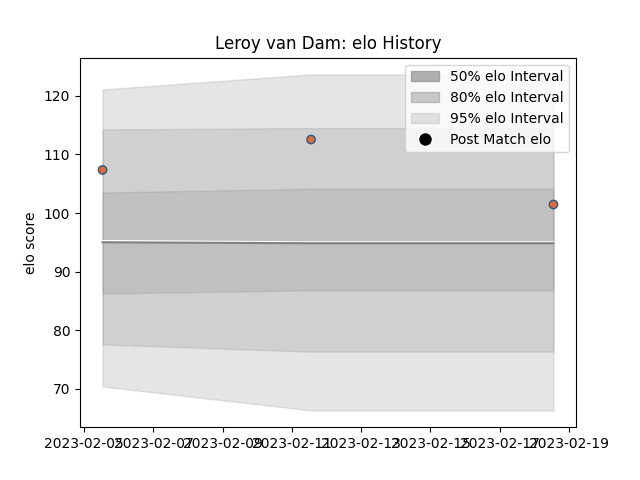 Leroy van Dam: elo History
50% elo Interval
80% elo Interval
95% elo Interval
Post Match elo
elo score
120
110
100
90
80
70
2023-02-05 2023-02-07 2023-02-09 2023-02-11 2023-02-13 2023-02-15 2023-02-17 2023-02-19